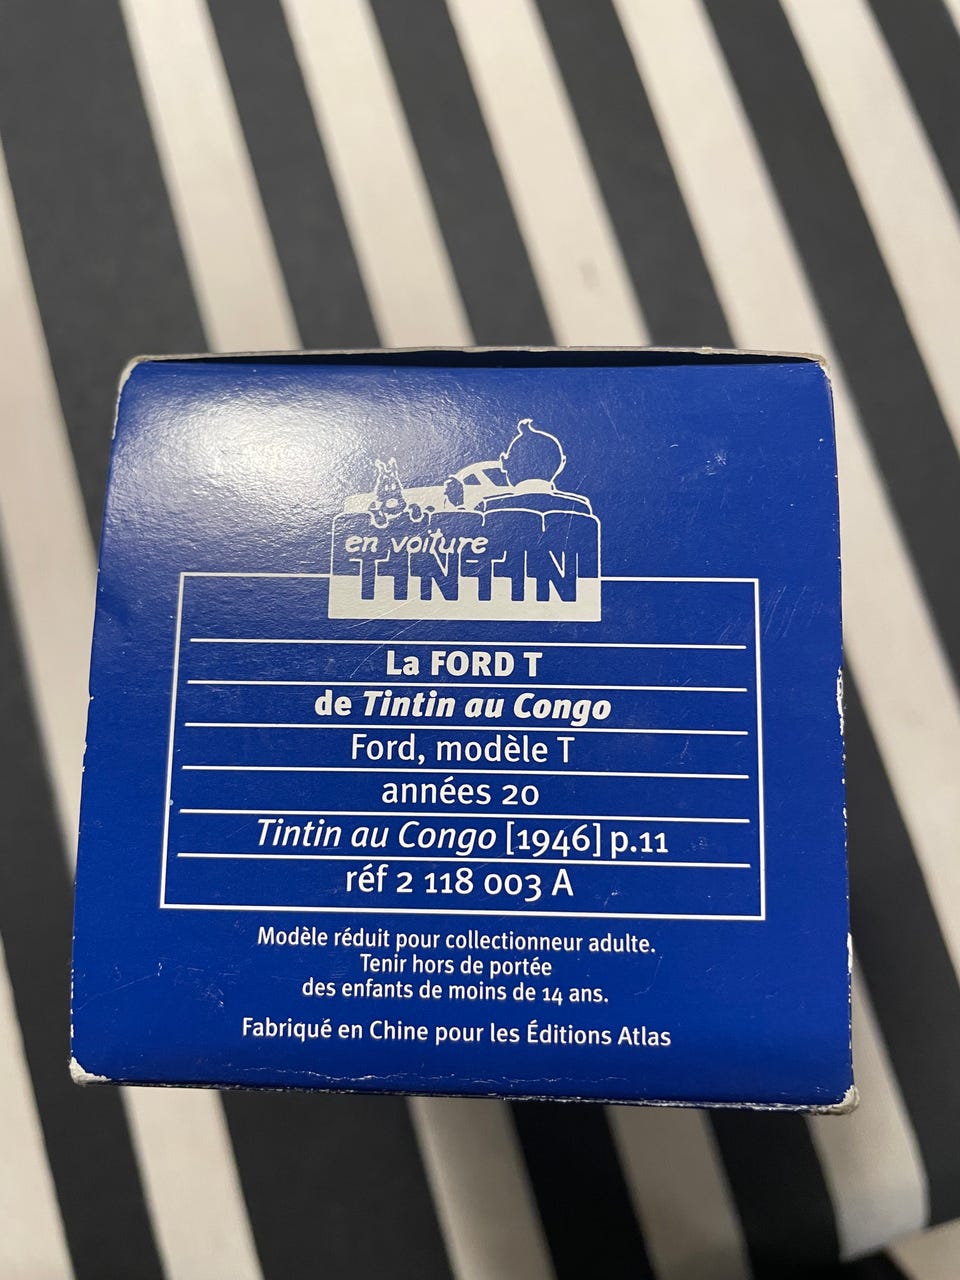 en voiture
TINTIN
La FORD T
de Tintin au Congo
Ford, modèle T
années 20
Tintin au Congo [1946] p.11
réf 2 118 003 A
Modèle réduit pour collectionneur adulte.
Tenir hors de portée
des enfants de moins de 14 ans.
Fabriqué en Chine pour les Éditions Atlas